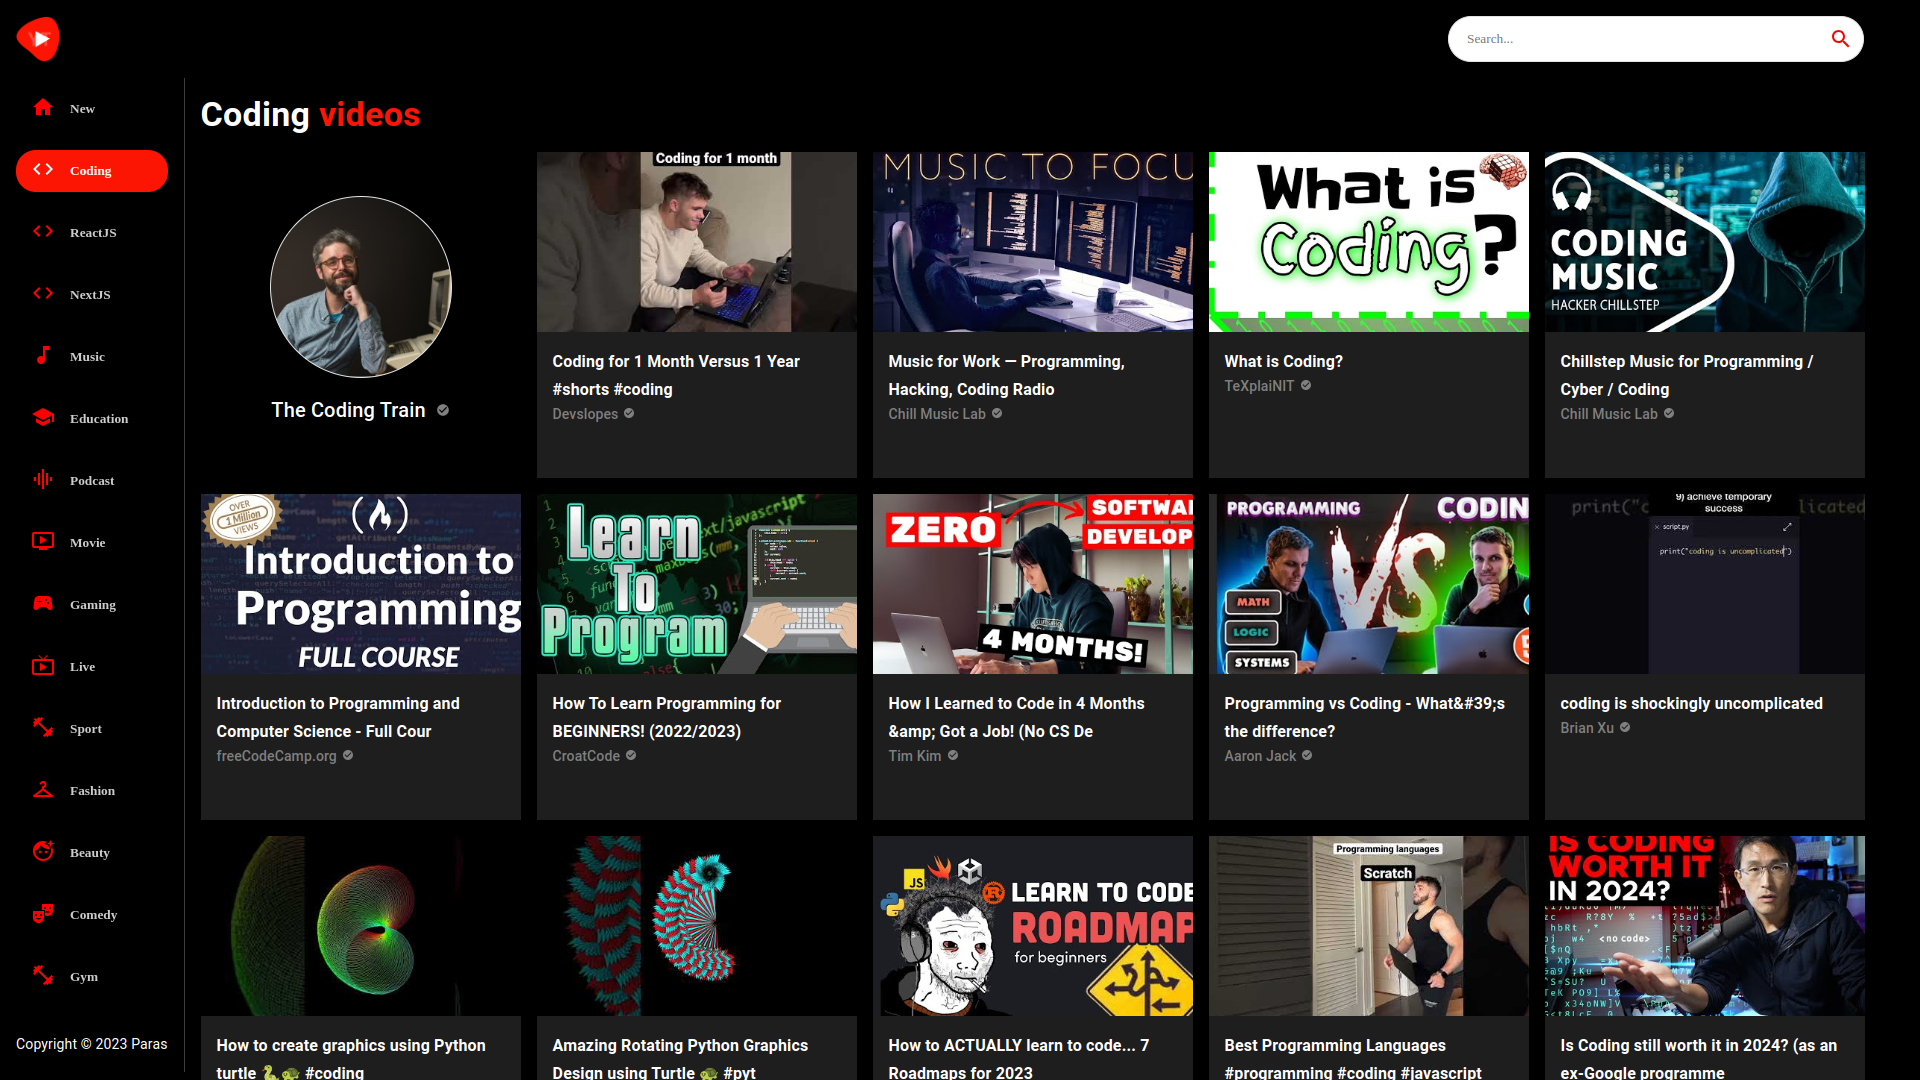 Search...
New
Coding
ReactJS
NextJS
Music
Education
Podcast
Movie
Gaming
Live
Sport
Fashion
Beauty
Comedy
Gym
Copyright © 2023 Paras
Coding videos
The Coding Train
Coding for 1 month
Coding for 1 Month Versus 1 Year
#shorts #coding
Devslopes
MUSIC TO FOCU
Music for Work — Programming,
Hacking, Coding Radio
Chill Music Lab
What is
Coding?
What is Coding?
TeXplaiNIT
CODING
MUSIC
HACKER CHILLSTEP
Chillstep Music for Programming /
Cyber / Coding
Chill Music Lab
OVER
1 Million
VIEWS
Introduction to
Programming
FULL COURSE
Introduction to Programming and
Computer Science - Full Cour
freeCodeCamp.org
Learn
To
Program
How To Learn Programming for
BEGINNERS! (2022/2023)
CroatCode
ZERO
SOFTWAR
DEVELOP
4 MONTHS!
How I Learned to Code in 4 Months
&amp; Got a Job! (No CS De
Tim Kim
PROGRAMMING
CODIN
VS
MATH
LOGIC
SYSTEMS
Programming vs Coding - What&#39;s
the difference?
Aaron Jack
9) achieve temporary
success
script.py
print("coding is uncomplicated")
coding is shockingly uncomplicated
Brian Xu
How to create graphics using Python
turtle 🐍🐢 #coding
Amazing Rotating Python Graphics
Design using Turtle 🐢 #pyt
JS
LEARN TO CODE
ROADMAP
for beginners
How to ACTUALLY learn to code... 7
Roadmaps for 2023
Programming languages
Scratch
Best Programming Languages
#programming #coding #javascript
IS CODING
WORTH IT
IN 2024?
<no code>
Is Coding still worth it in 2024? (as an
ex-Google programme